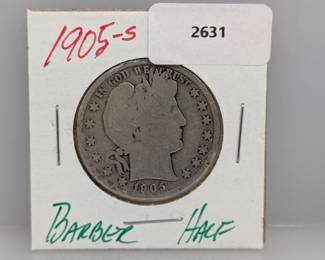 1905-S
2631
IN GOD WE TRUST
1905
BARBER HALF